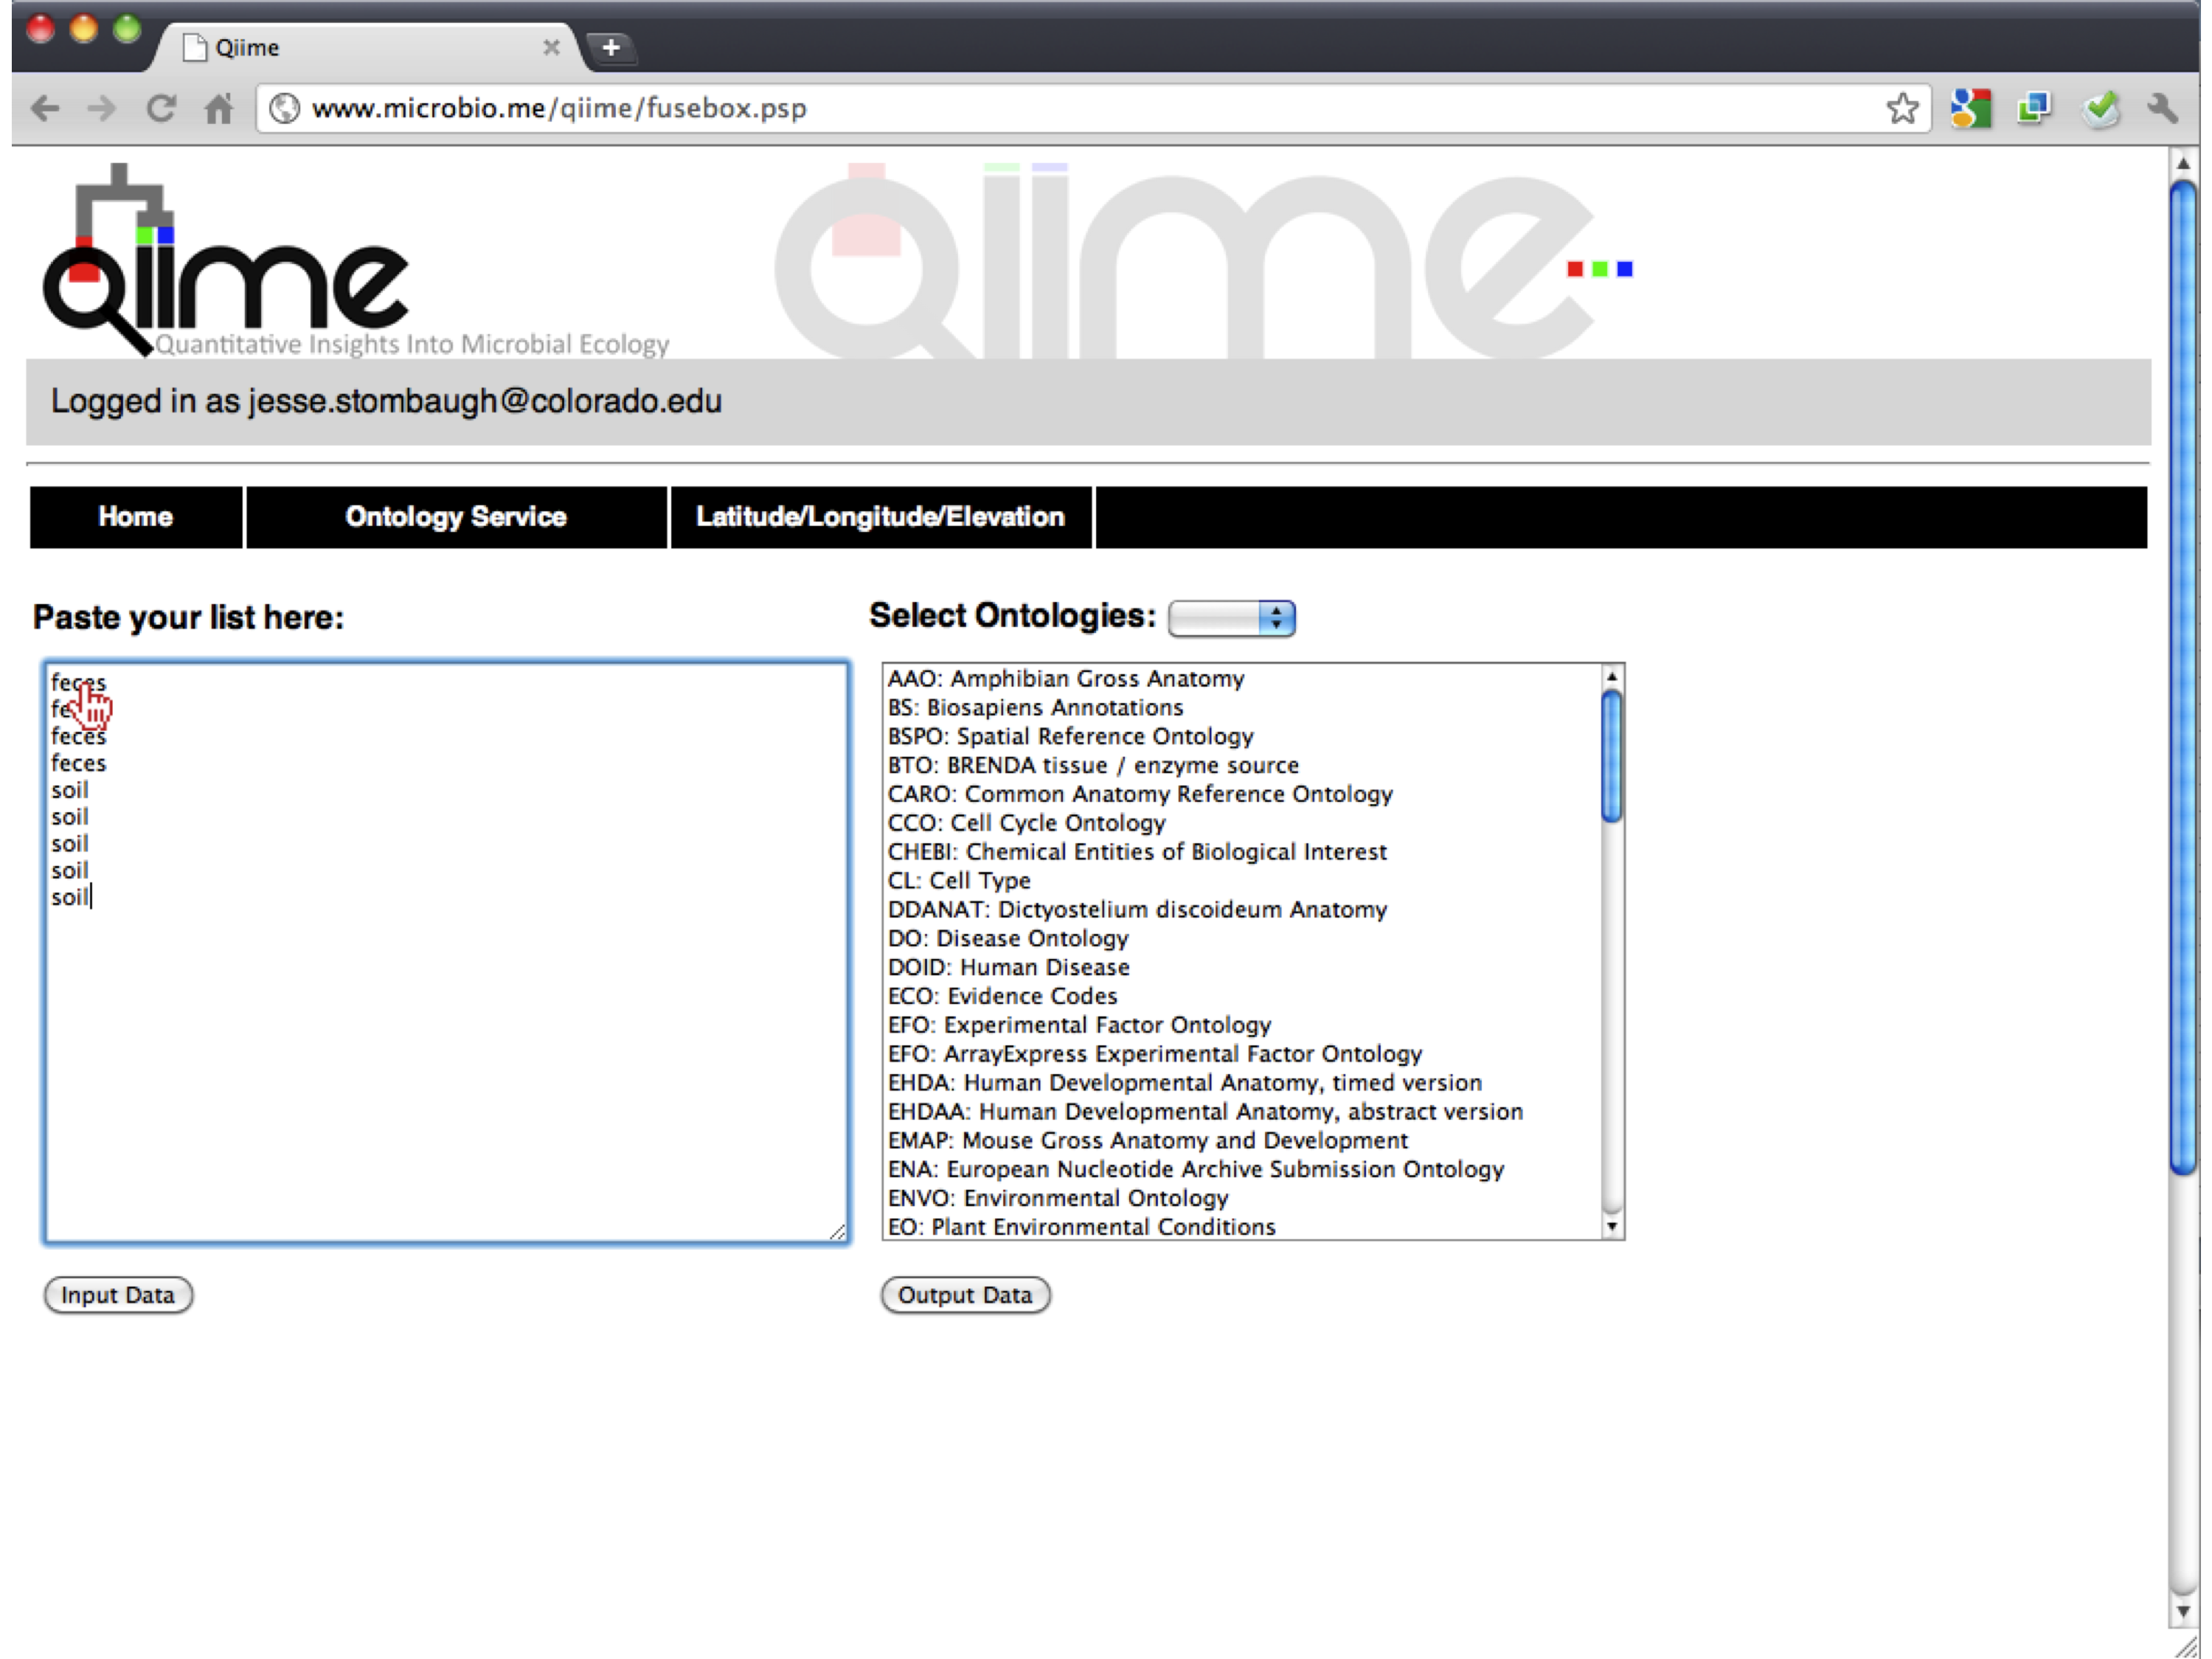 Qiime
www.microbio.me/qiime/fusebox.psp
qiime
Quantitative Insights Into Microbial Ecology
qiime
Logged in as jesse.stombaugh@colorado.edu
Home Ontology Service Latitude/Longitude/Elevation
Paste your list here:
feces
feces
feces
soil
soil
soil
soil
soil
Input Data
Select Ontologies:
AAO: Amphibian Gross Anatomy
BS: Biosapiens Annotations
BSPO: Spatial Reference Ontology
BTO: BRENDA tissue / enzyme source
CARO: Common Anatomy Reference Ontology
CCO: Cell Cycle Ontology
CHEBI: Chemical Entities of Biological Interest
CL: Cell Type
DDANAT: Dictyostelium discoideum Anatomy
DO: Disease Ontology
DOID: Human Disease
ECO: Evidence Codes
EFO: Experimental Factor Ontology
EFO: ArrayExpress Experimental Factor Ontology
EHDA: Human Developmental Anatomy, timed version
EHDAA: Human Developmental Anatomy, abstract version
EMAP: Mouse Gross Anatomy and Development
ENA: European Nucleotide Archive Submission Ontology
ENVO: Environmental Ontology
EO: Plant Environmental Conditions
Output Data